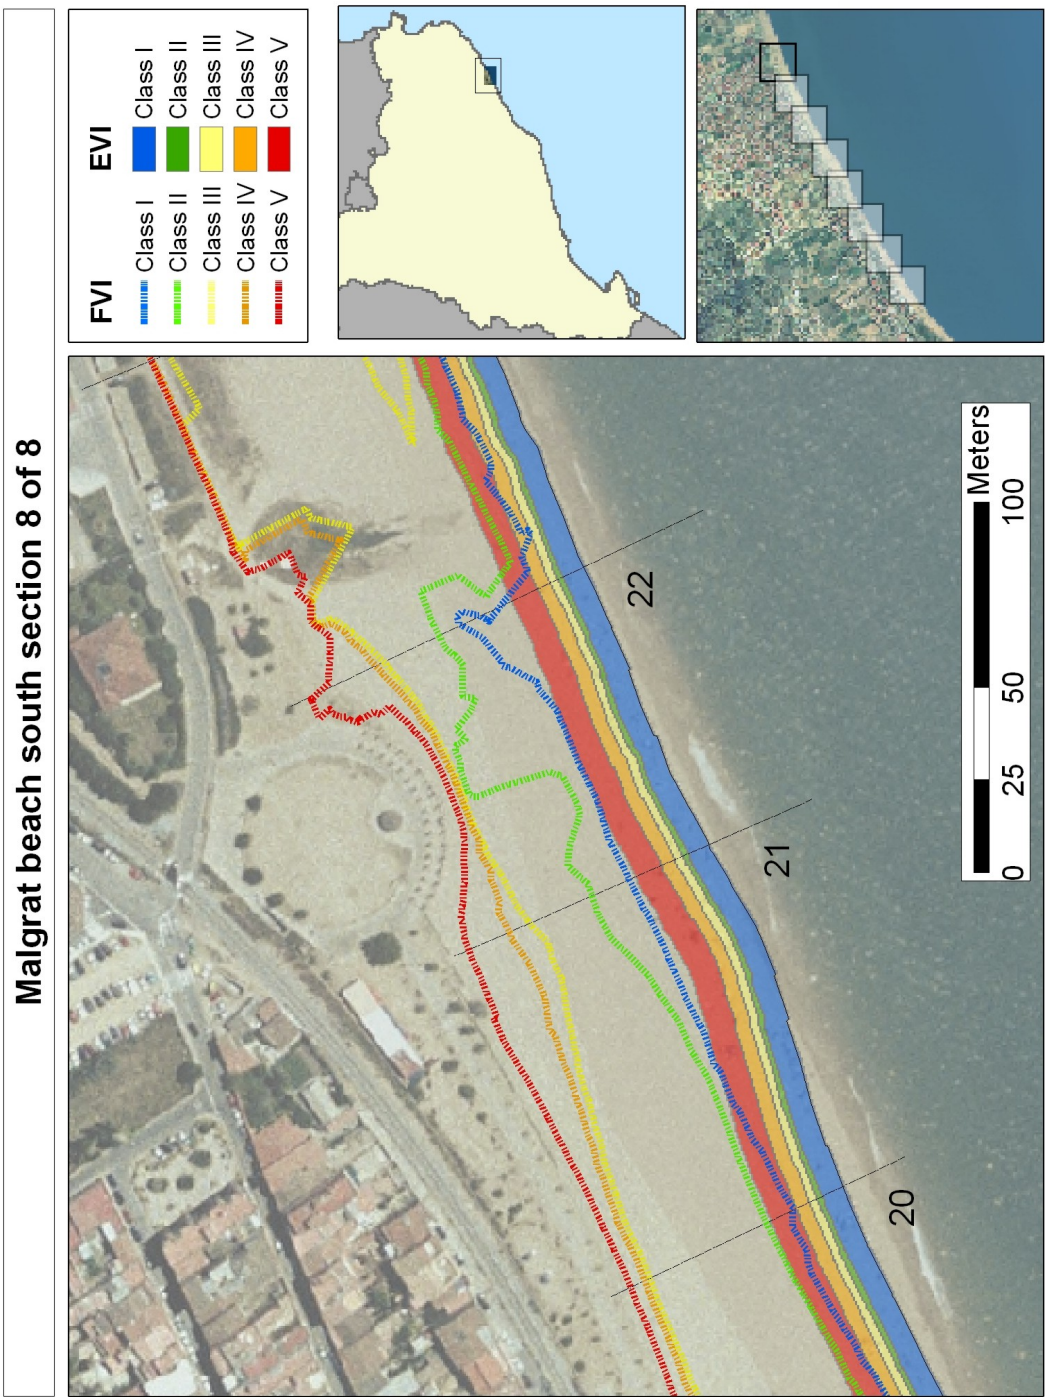 Malgrat beach south section 8 of 8
FVI
EVI
Class I
Class I
Class II
Class II
Class III
Class III
Class IV
Class IV
Class V
Class V
20
21
22
0
25
50
100
Meters